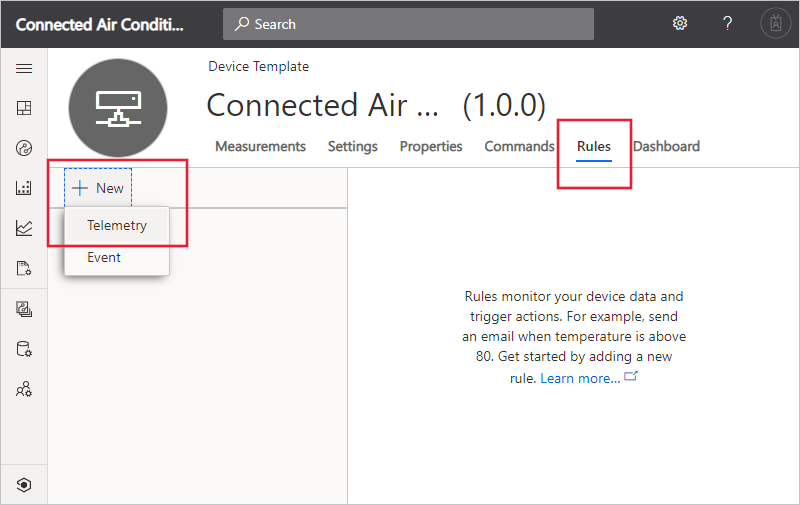 Connected Air Conditi...
Search
?
Device Template
Connected Air ... (1.0.0)
Measurements Settings Properties Commands Rules Dashboard
+ New
Telemetry
Event
Rules monitor your device data and
trigger actions. For example, send
an email when temperature is above
80. Get started by adding a new
rule. Learn more...